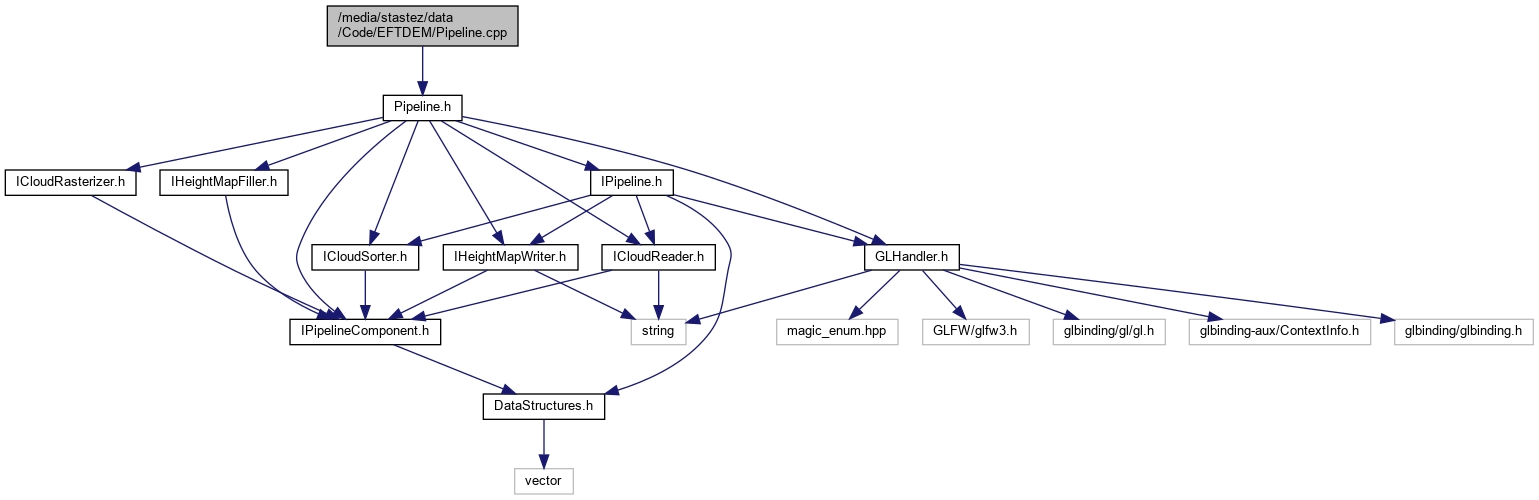 /media/stastez/data
/Code/EFTDEM/Pipeline.cpp
Pipeline.h
ICloudRasterizer.h
IHeightMapFiller.h
IPipeline.h
ICloudSorter.h
IHeightMapWriter.h
ICloudReader.h
GLHandler.h
IPipelineComponent.h
string
magic_enum.hpp
GLFW/glfw3.h
glbinding/gl/gl.h
glbinding-aux/ContextInfo.h
glbinding/glbinding.h
DataStructures.h
vector